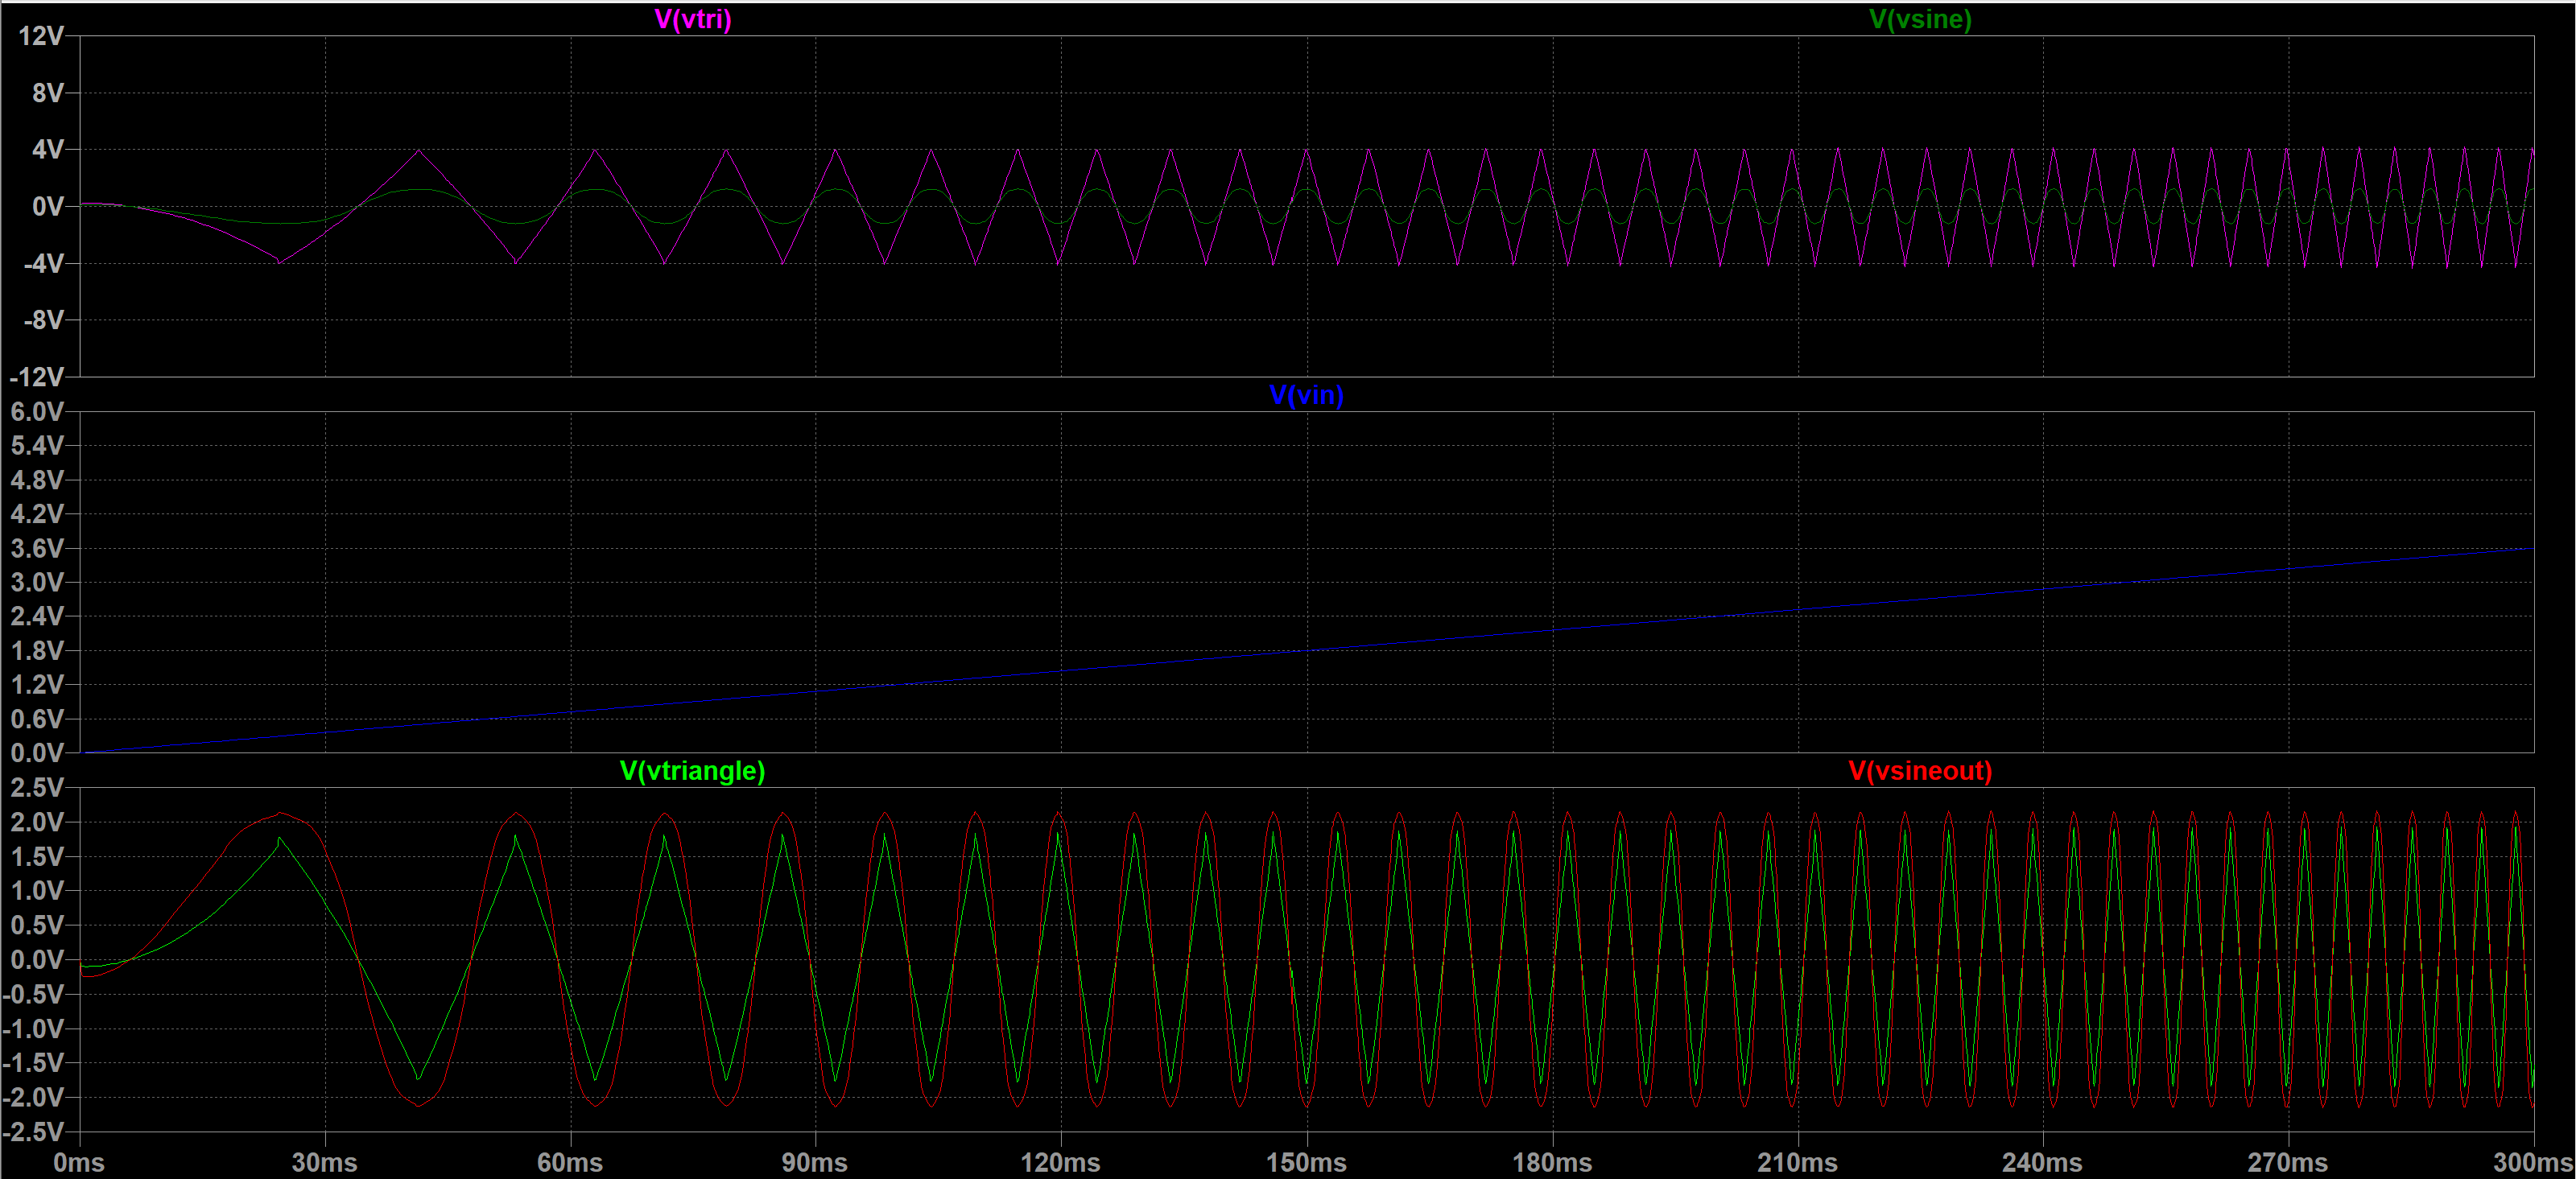 V(vtri) V(vsine)
12V
8V
4V
0V
-4V
-8V
-12V
V(vin)
6.0V
5.4V
4.8V
4.2V
3.6V
3.0V
2.4V
1.8V
1.2V
0.6V
0.0V
V(vtriangle) V(vsineout)
2.5V
2.0V
1.5V
1.0V
0.5V
0.0V
-0.5V
-1.0V
-1.5V
-2.0V
-2.5V
0ms 30ms 60ms 90ms 120ms 150ms 180ms 210ms 240ms 270ms 300ms